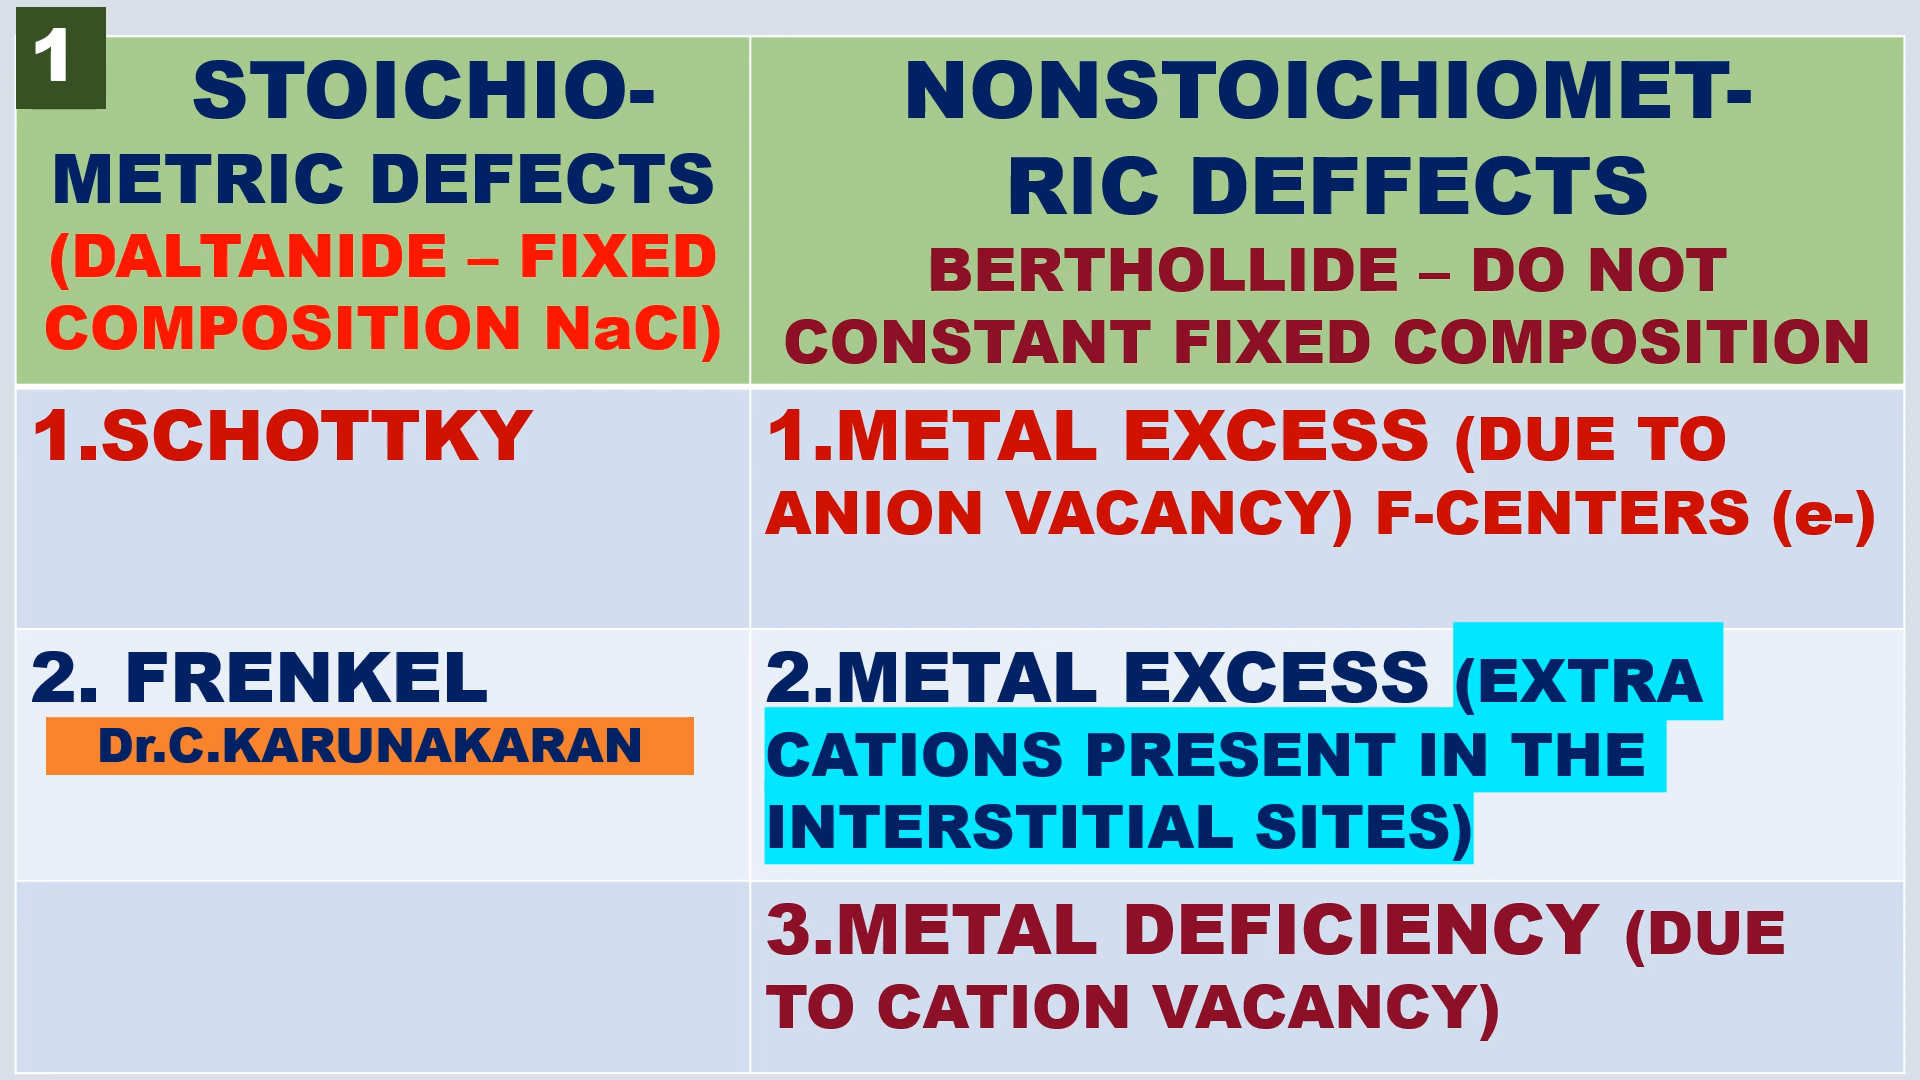 1
STOICHIO-
METRIC DEFECTS
(DALTANIDE – FIXED
COMPOSITION NaCl)
NONSTOICHIOMET-
RIC DEFFECTS
BERTHOLLIDE – DO NOT
CONSTANT FIXED COMPOSITION
1.SCHOTTKY
1.METAL EXCESS (DUE TO
ANION VACANCY) F-CENTERS (e-)
2. FRENKEL
Dr.C.KARUNAKARAN
2.METAL EXCESS (EXTRA
CATIONS PRESENT IN THE
INTERSTITIAL SITES)
3.METAL DEFICIENCY (DUE
TO CATION VACANCY)